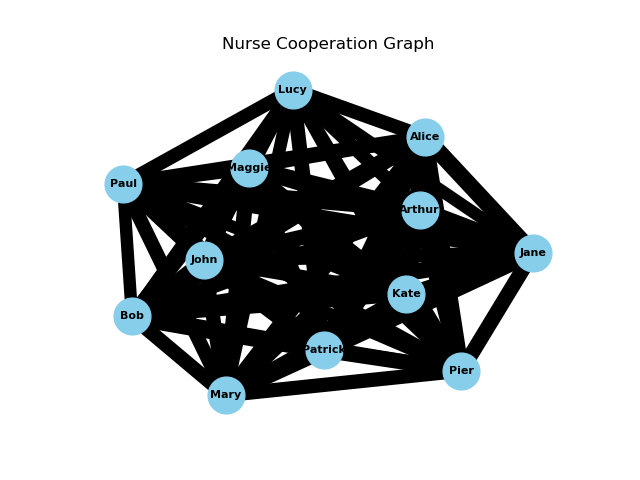 Nurse Cooperation Graph
Lucy
Alice
Maggie
Paul
Arthur
Jane
John
Kate
Bob
Patrick
Pier
Mary